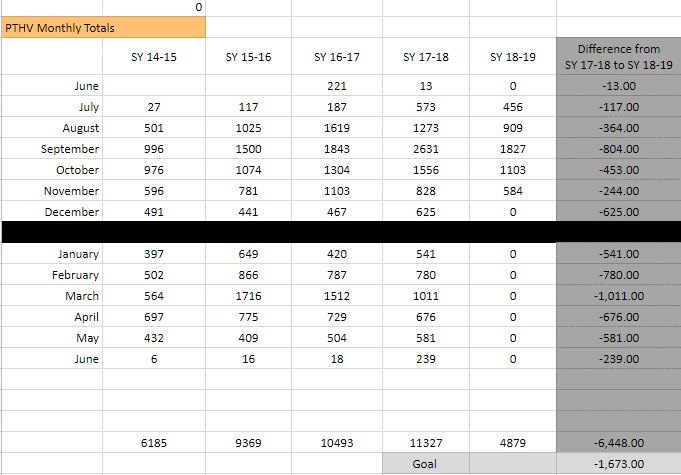 0
PTHV Monthly Totals
SY 14-15 SY 15-16 SY 16-17 SY 17-18 SY 18-19 Difference from
SY 17-18 to SY 18-19
June 221 13 0 -13.00
July 27 117 187 573 456 -117.00
August 501 1025 1619 1273 909 -364.00
September 996 1500 1843 2631 1827 -804.00
October 976 1074 1304 1556 1103 -453.00
November 596 781 1103 828 584 -244.00
December 491 441 467 625 0 -625.00
January 397 649 420 541 0 -541.00
February 502 866 787 780 0 -780.00
March 564 1716 1512 1011 0 -1,011.00
April 697 775 729 676 0 -676.00
May 432 409 504 581 0 -581.00
June 6 16 18 239 0 -239.00
6185 9369 10493 11327 4879 -6,448.00
Goal -1,673.00